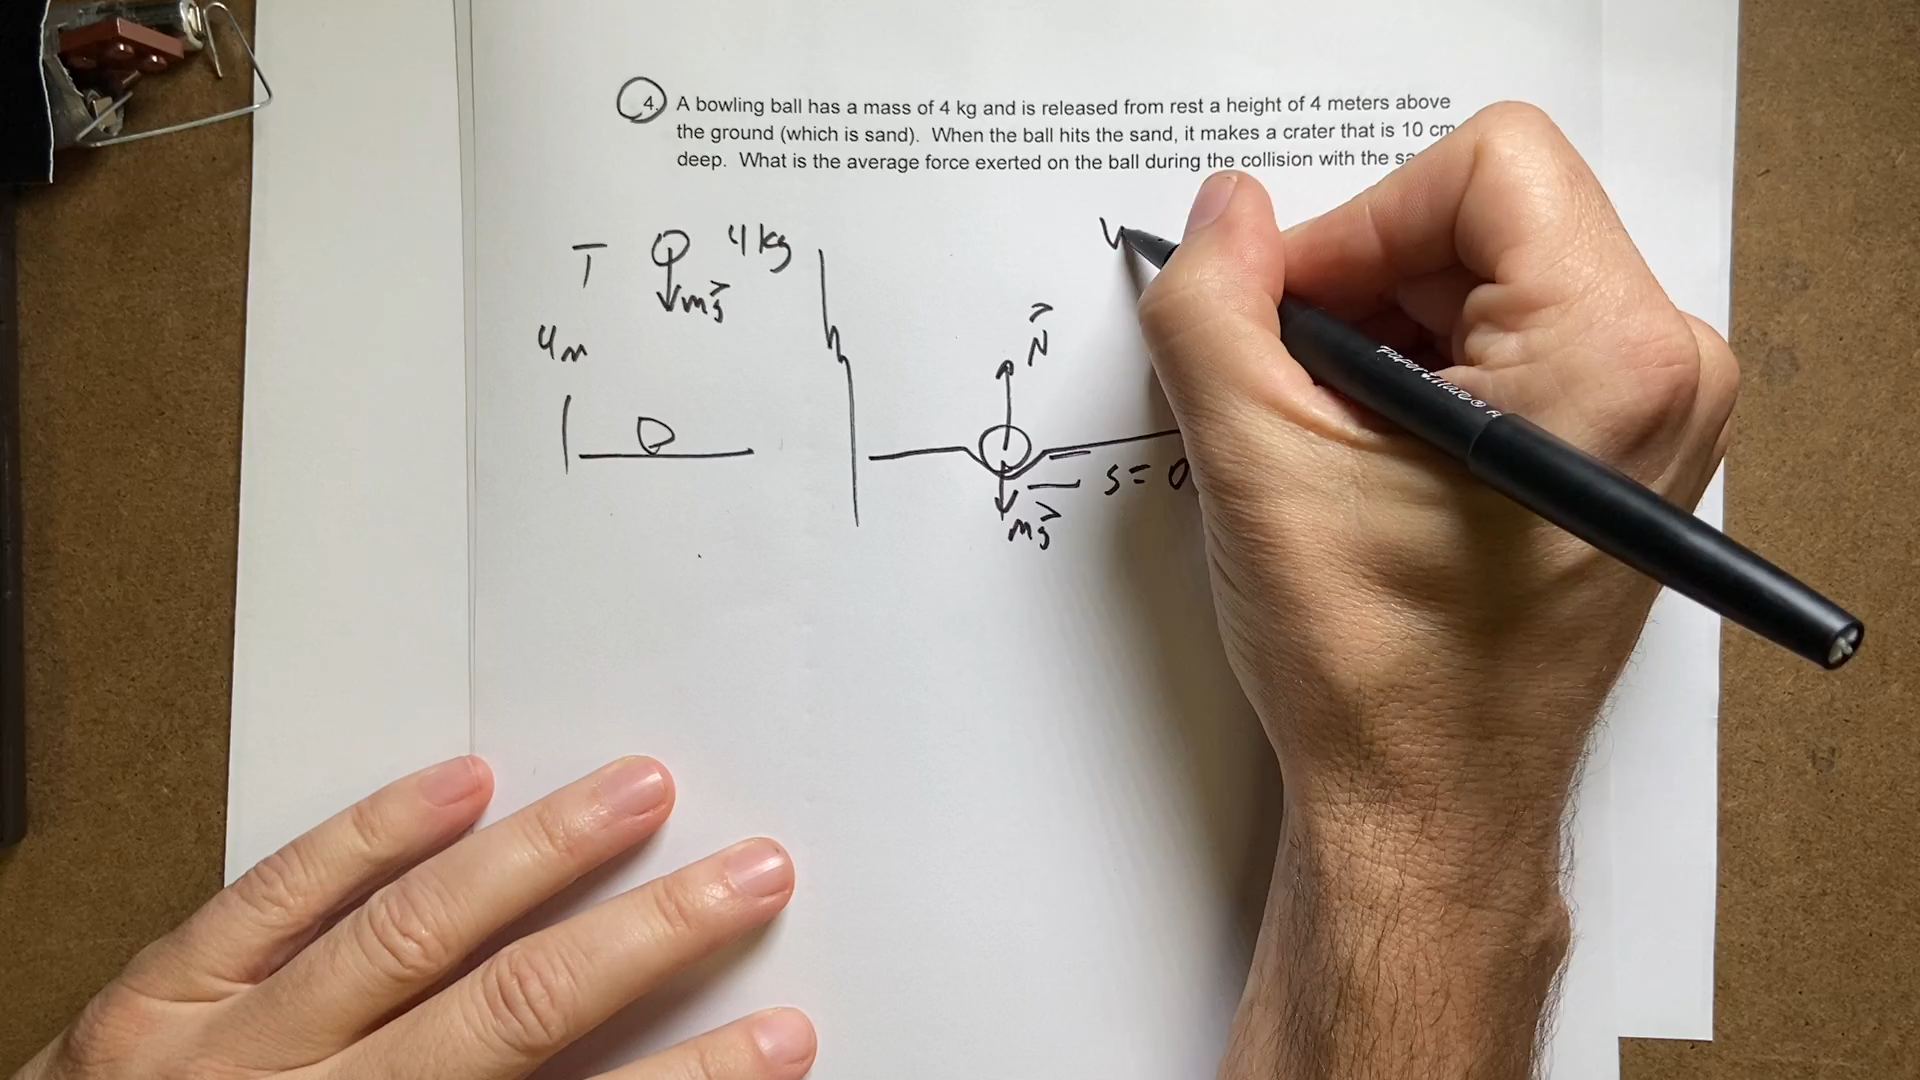 4. A bowling ball has a mass of 4 kg and is released from rest a height of 4 meters above
the ground (which is sand). When the ball hits the sand, it makes a crater that is 10 cm
deep. What is the average force exerted on the ball during the collision with the
4 kg
mg
4m
N
s = 0
mg
PaperMate®